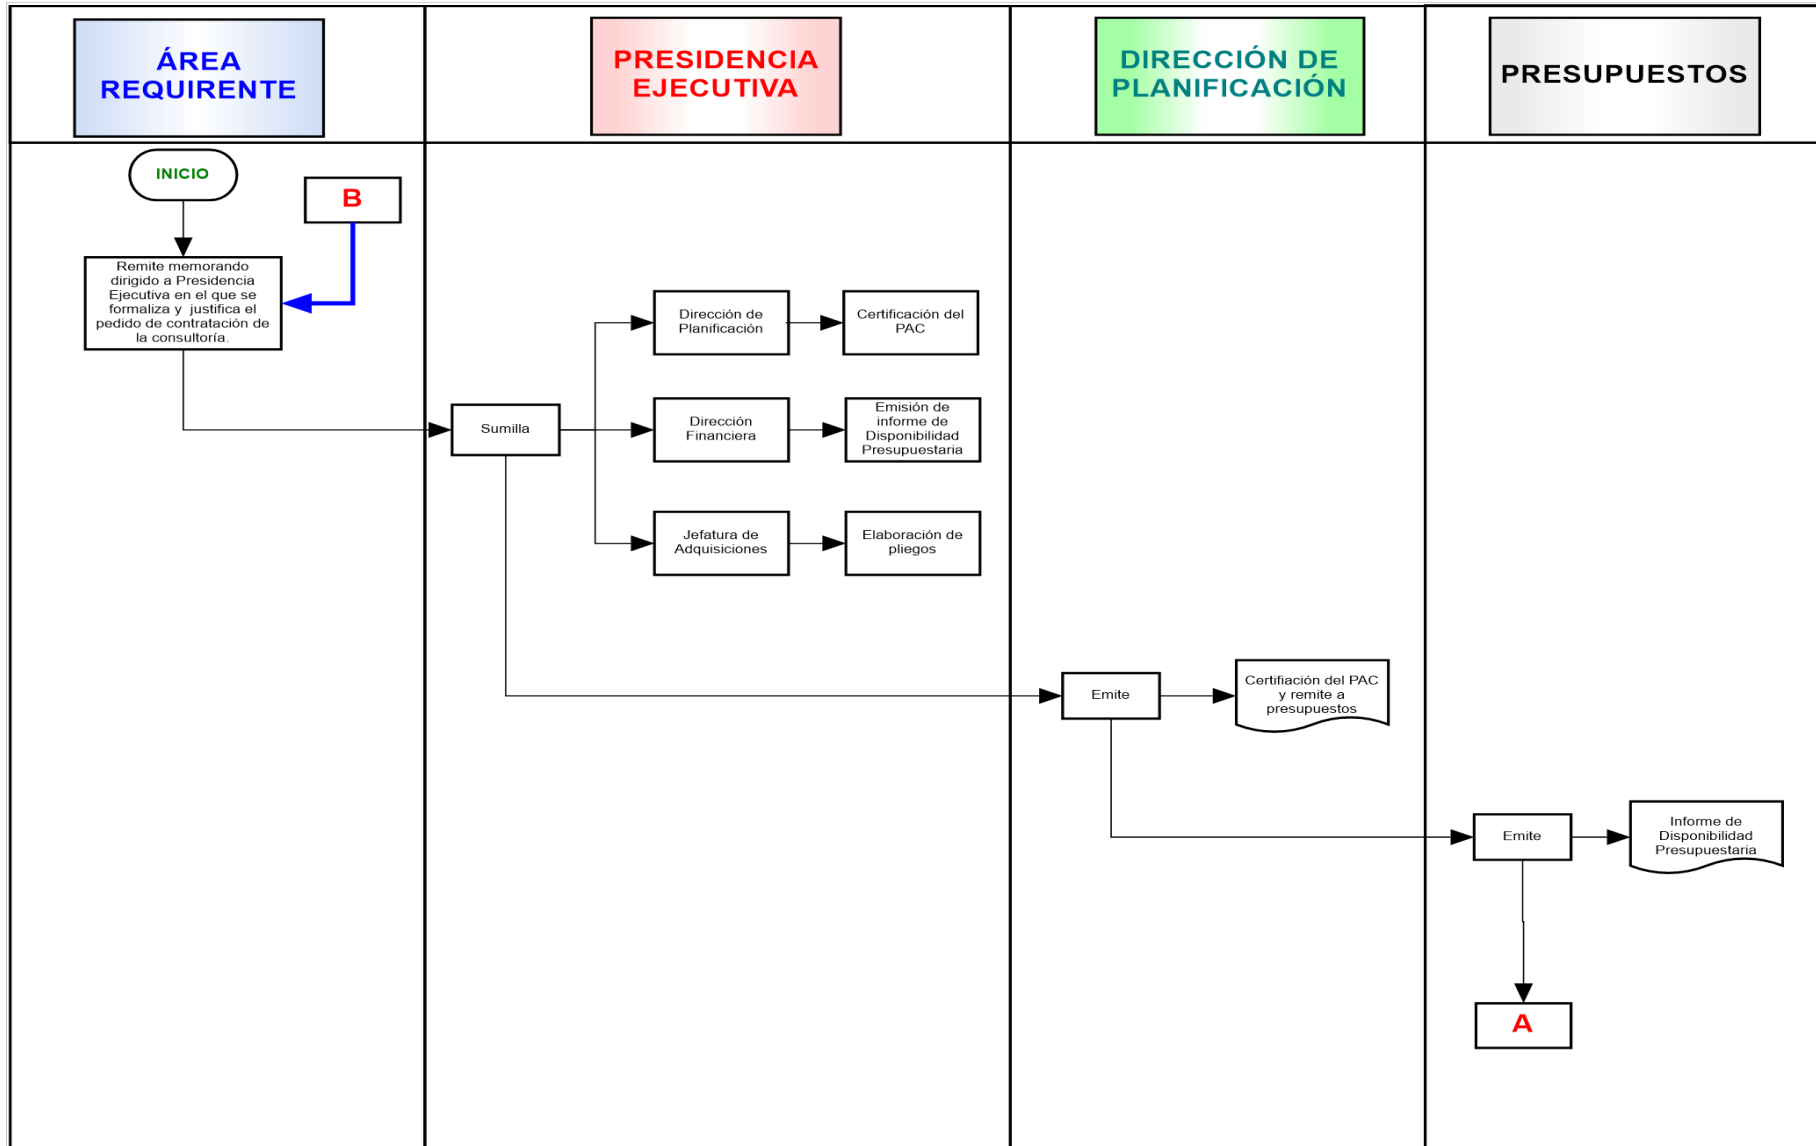 ÁREA
REQUIRENTE
PRESIDENCIA
EJECUTIVA
DIRECCIÓN DE
PLANIFICACIÓN
PRESUPUESTOS
INICIO
B
Remite memorando
dirigido a Presidencia
Ejecutiva en el que se
formaliza y justifica el
pedido de contratación de
la consultoría.
Sumilla
Dirección de
Planificación
Certificación del
PAC
Dirección
Financiera
Emisión de
informe de
Disponibilidad
Presupuestaria
Jefatura de
Adquisiciones
Elaboración de
pliegos
Emite
Certifiación del PAC
y remite a
presupuestos
Emite
Informe de
Disponibilidad
Presupuestaria
A